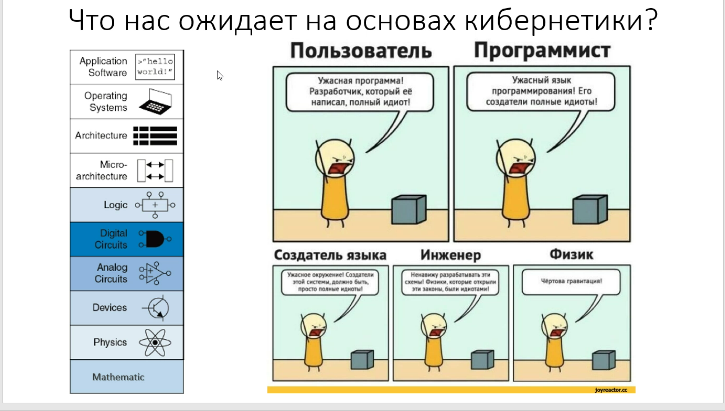 Что нас ожидает на основах кибернетики?
Application
Software
>"hello
world!"
Operating
Systems
Architecture
Micro-
architecture
Logic
+
Digital
Circuits
Analog
Circuits
Devices
Physics
Mathematic
Пользователь
Ужасная программа!
Разработчик, который её
написал, полный идиот!
Программист
Ужасный язык
программирования! Его
создатели полные идиоты!
Создатель языка
Ужасное окружение! Создатели
этой системы, должно быть,
просто полные идиоты!
Инженер
Ненавижу разрабатывать эти
схемы! Физики, которые открыли
эти законы, были идиотами!
Физик
Чёртова гравитация!
joyreactor.cc